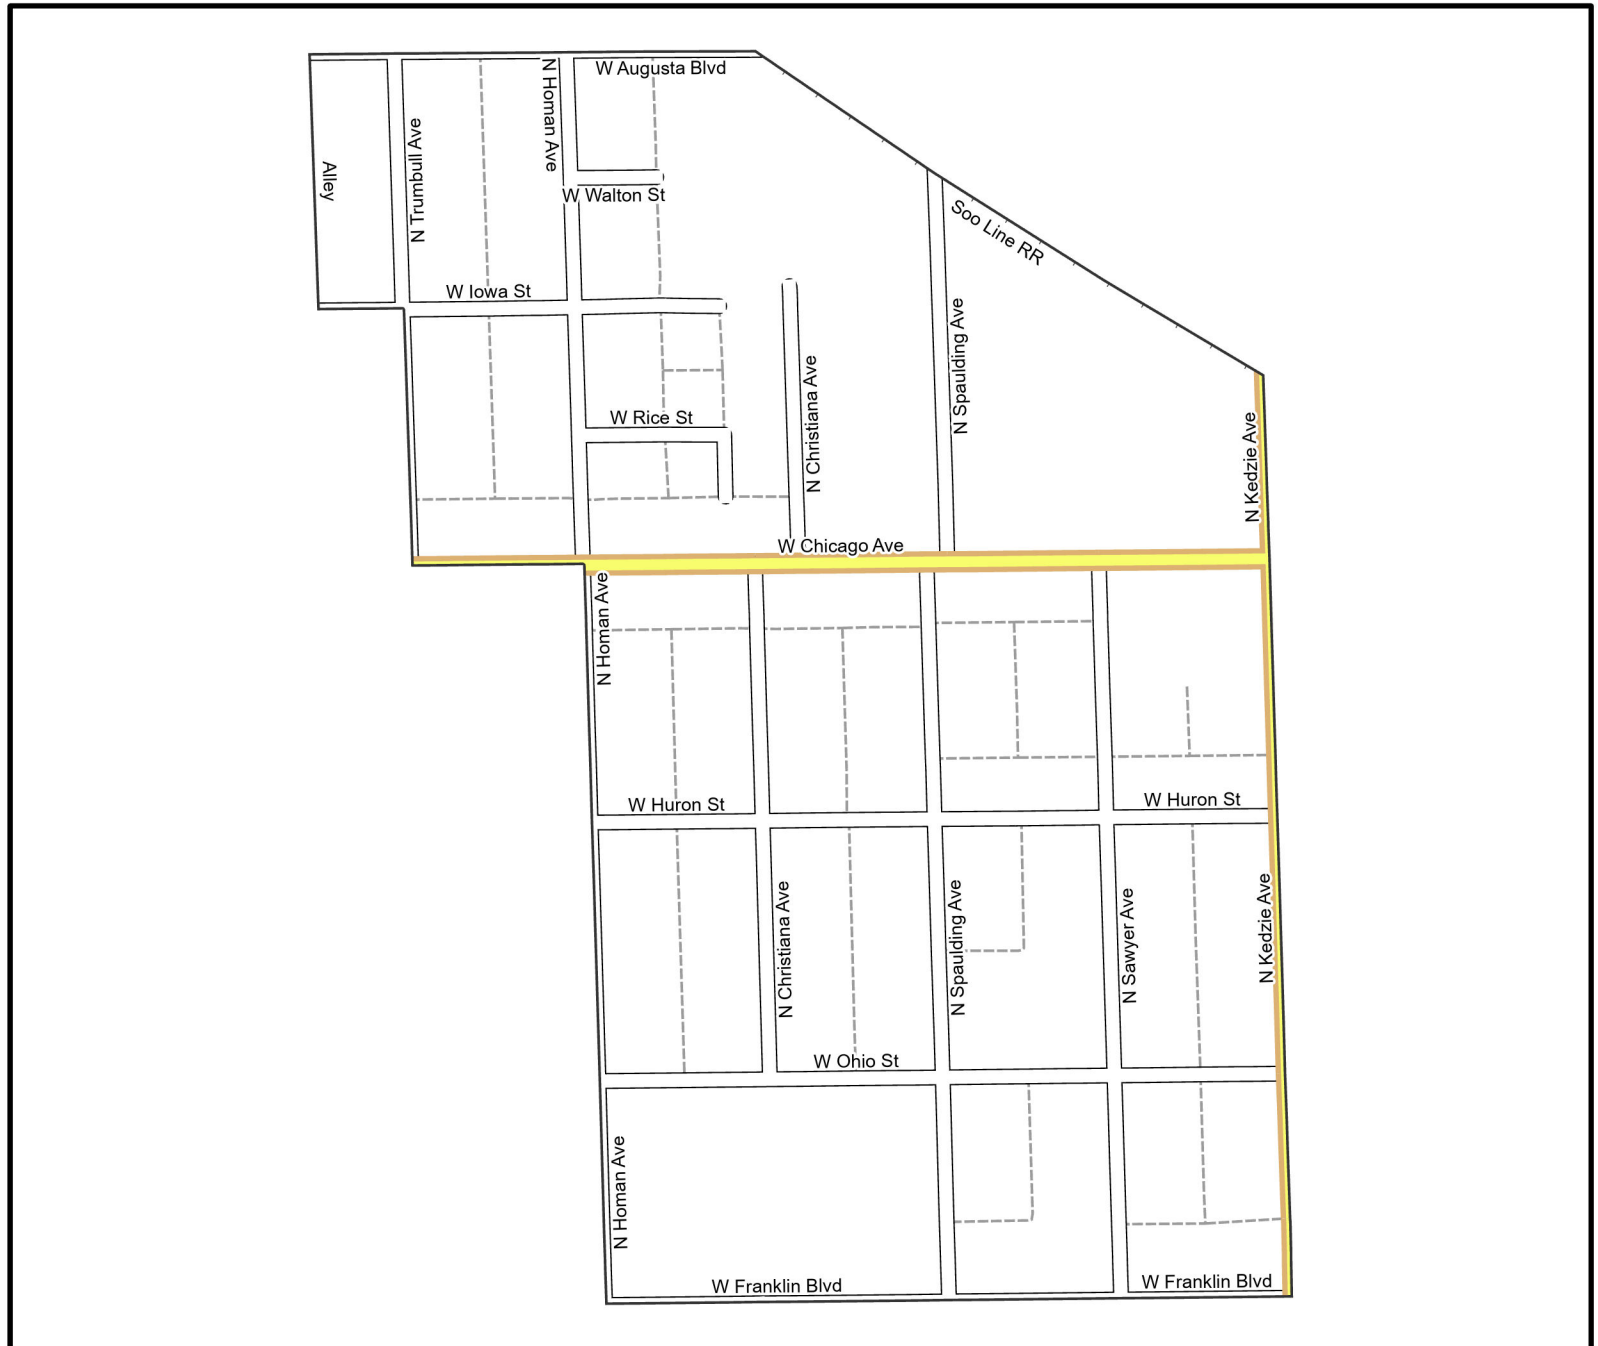 W Augusta Blvd
N Homan Ave
N Trumbull Ave
Alley
W Walton St
Soo Line RR
W Iowa St
N Spaulding Ave
N Christiana Ave
W Rice St
N Kedzie Ave
W Chicago Ave
N Homan Ave
W Huron St
W Huron St
N Christiana Ave
N Spaulding Ave
N Sawyer Ave
N Kedzie Ave
W Ohio St
N Homan Ave
W Franklin Blvd
W Franklin Blvd